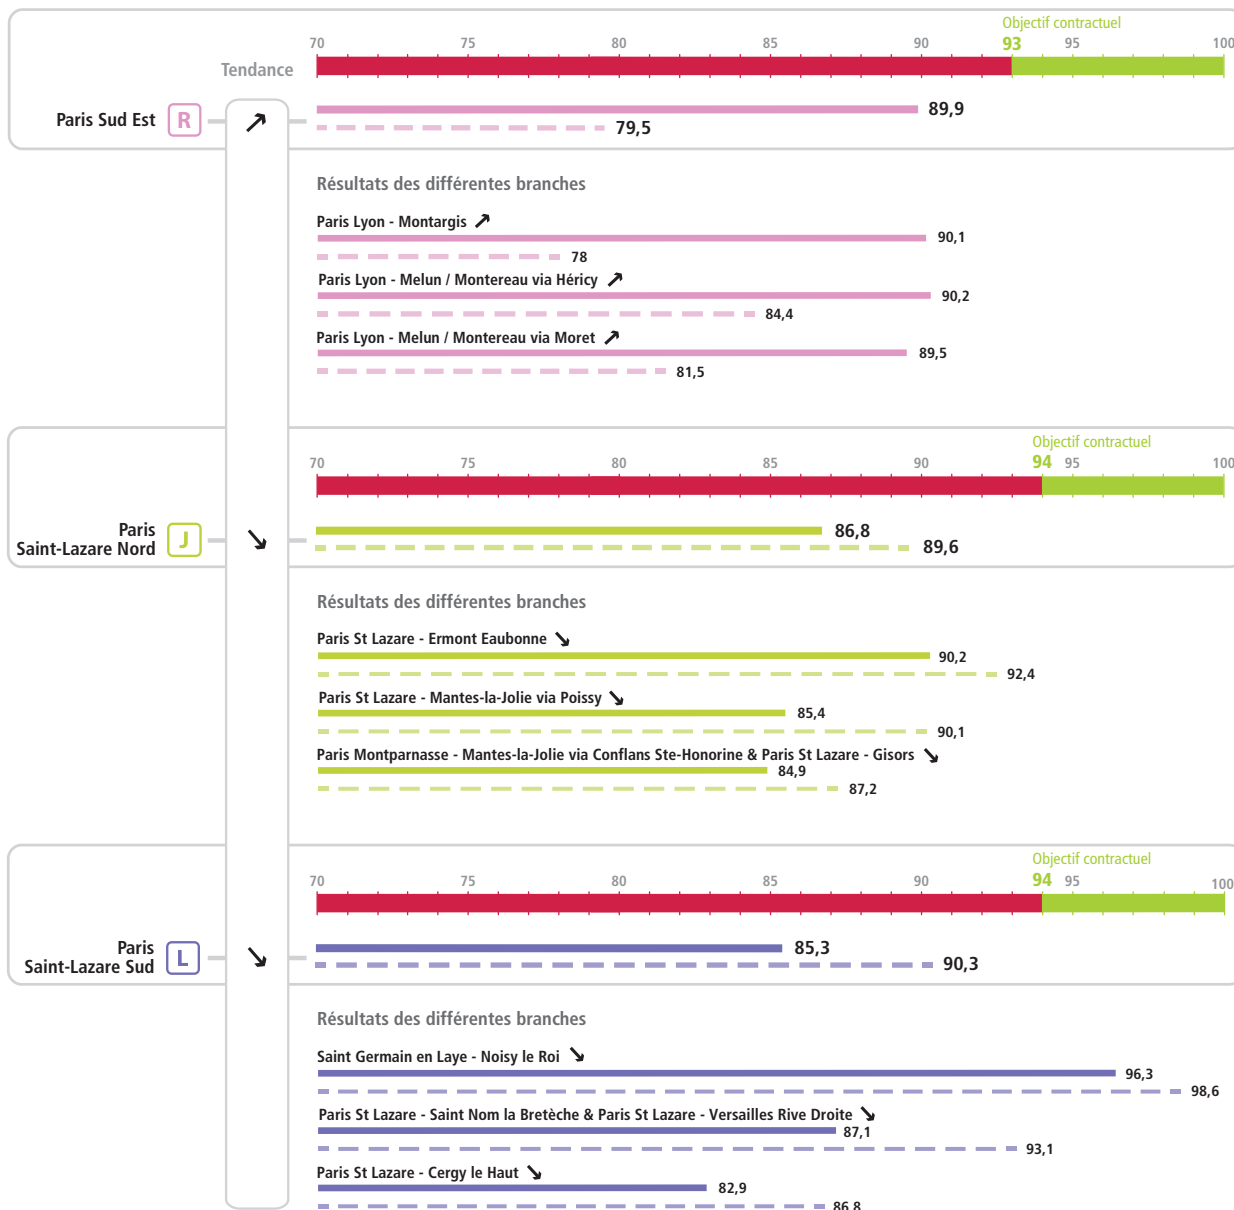 Objectif contractuel
70 75 80 85 90 93 95 100
Tendance
Paris Sud Est R
89,9
79,5
Résultats des différentes branches
Paris Lyon - Montargis
90,1
78
Paris Lyon - Melun / Montereau via Héricy
90,2
84,4
Paris Lyon - Melun / Montereau via Moret
89,5
81,5
Objectif contractuel
70 75 80 85 90 94 95 100
Paris
Saint-Lazare Nord J
86,8
89,6
Résultats des différentes branches
Paris St Lazare - Ermont Eaubonne
90,2
92,4
Paris St Lazare - Mantes-la-Jolie via Poissy
85,4
90,1
Paris Montparnasse - Mantes-la-Jolie via Conflans Ste-Honorine & Paris St Lazare - Gisors
84,9
87,2
Objectif contractuel
70 75 80 85 90 94 95 100
Paris
Saint-Lazare Sud L
85,3
90,3
Résultats des différentes branches
Saint Germain en Laye - Noisy le Roi
96,3
98,6
Paris St Lazare - Saint Nom la Bretèche & Paris St Lazare - Versailles Rive Droite
87,1
93,1
Paris St Lazare - Cergy le Haut
82,9
86,8